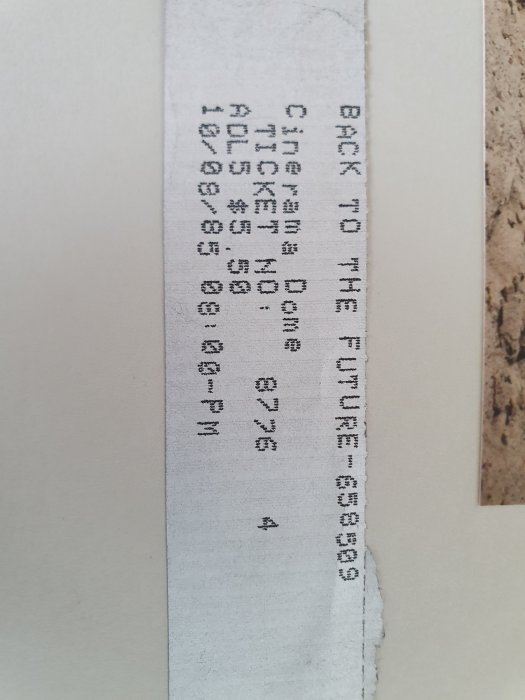 BACK TO THE FUTURE-658509
Cinerama Dome
TICKET NO: 8776 4
ADL5 $5.50
10/08/85 08:00-PM